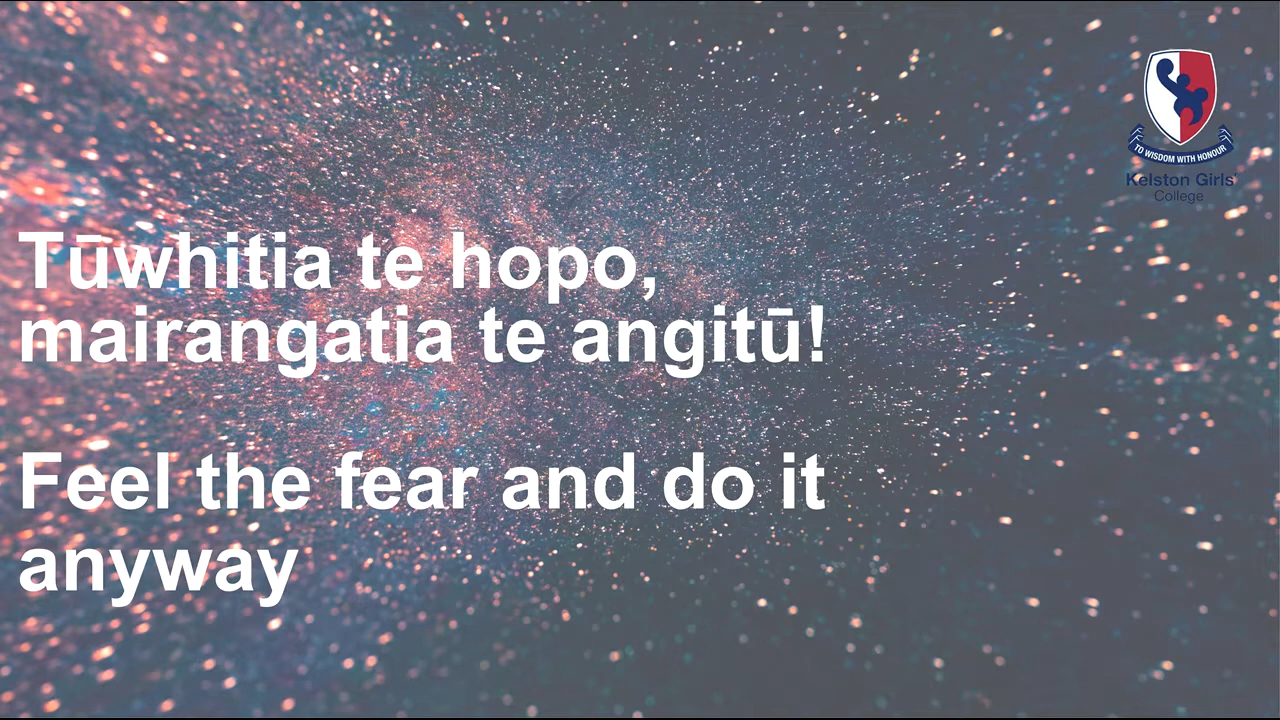 TO WISDOM WITH HONOUR
Kelston Girls'
College
Tūwhitia te hopo,
mairangatia te angitū!
Feel the fear and do it
anyway